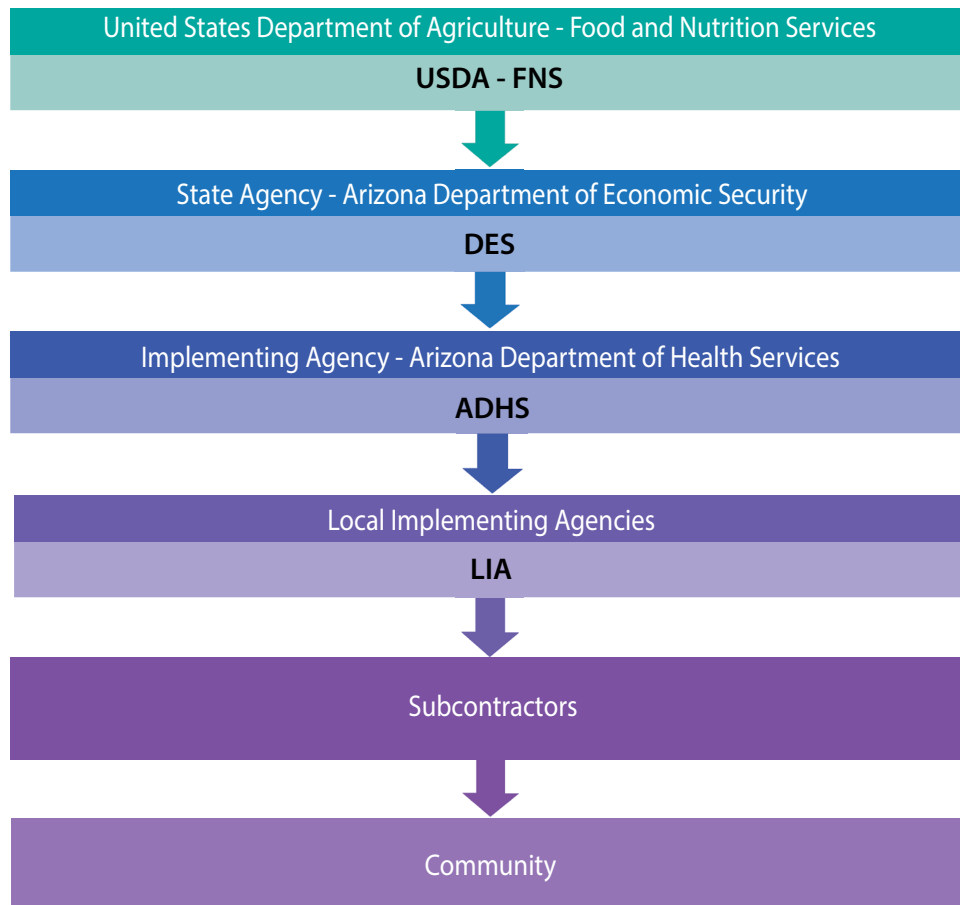 United States Department of Agriculture - Food and Nutrition Services
USDA - FNS
State Agency - Arizona Department of Economic Security
DES
Implementing Agency - Arizona Department of Health Services
ADHS
Local Implementing Agencies
LIA
Subcontractors
Community